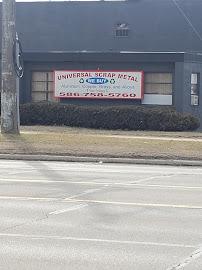 UNIVERSAL SCRAP METAL
WE BUY
Aluminum, Copper, Brass, and Alloys
586-758-5760